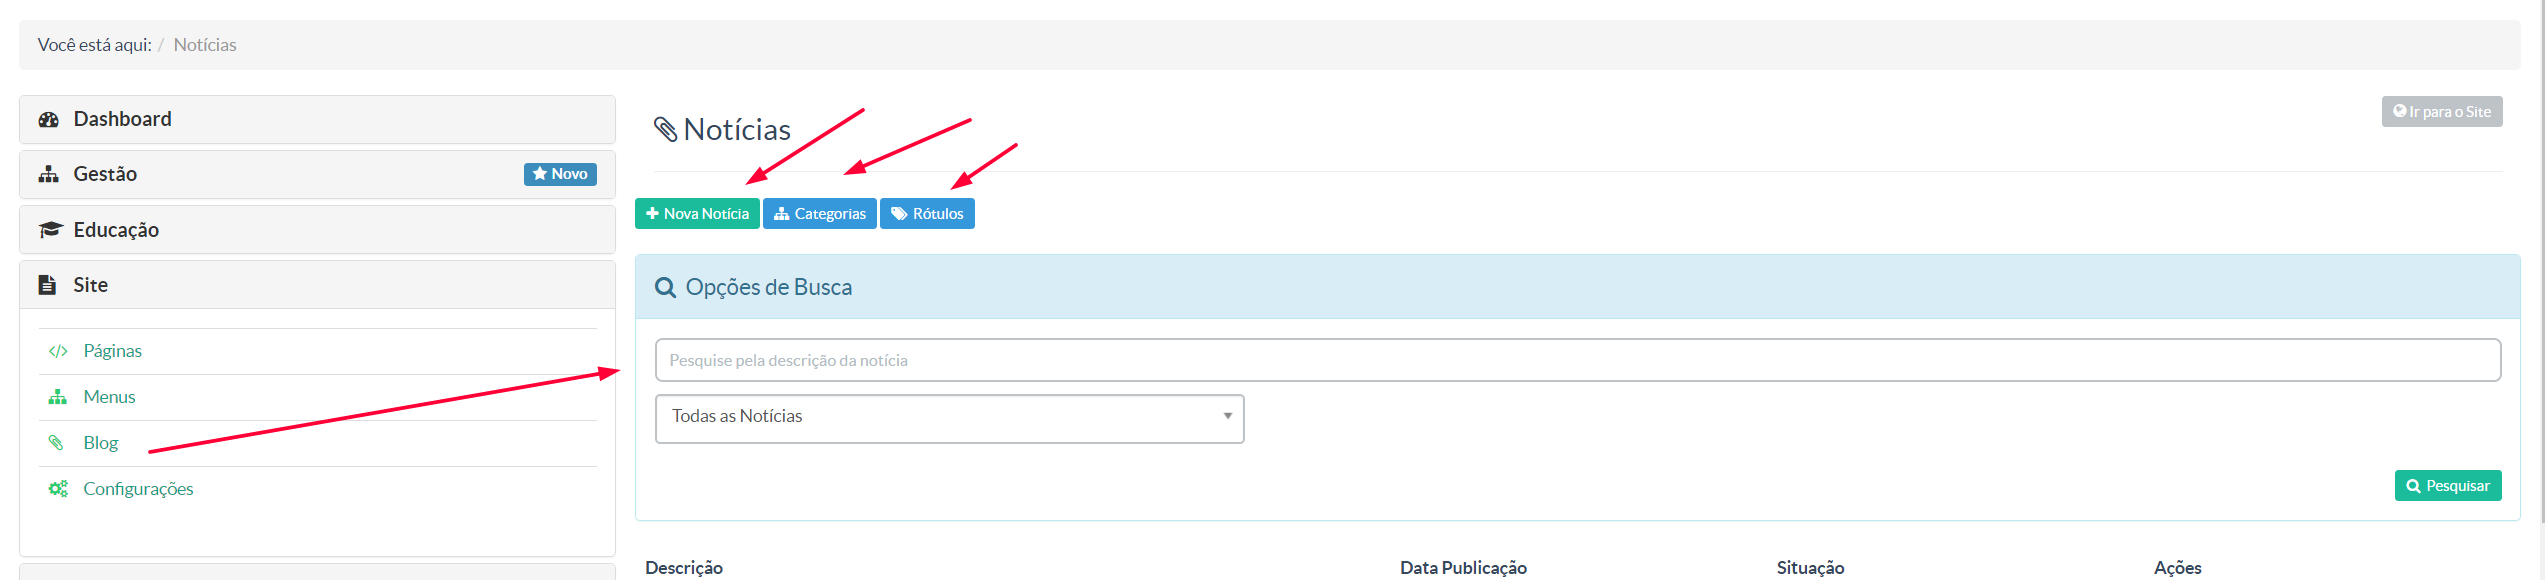 Você está aqui: / Notícias
Dashboard
Gestão
Novo
Educação
Site
Páginas
Menus
Blog
Configurações
Notícias
Ir para o Site
Nova Notícia
Categorias
Rótulos
Opções de Busca
Pesquise pela descrição da notícia
Todas as Notícias
Pesquisar
Descrição Data Publicação Situação Ações